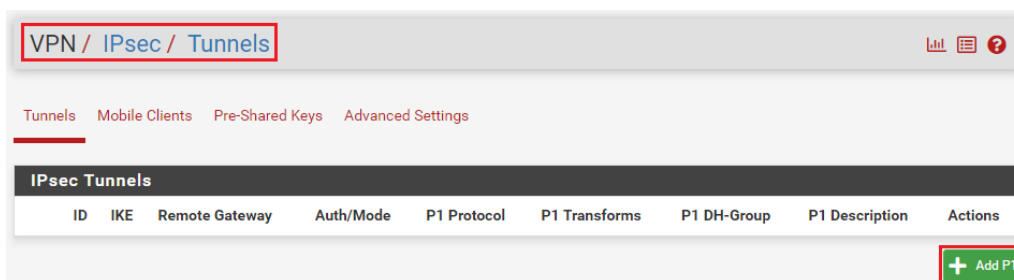 VPN / IPsec / Tunnels
Tunnels Mobile Clients Pre-Shared Keys Advanced Settings
IPsec Tunnels
ID IKE Remote Gateway Auth/Mode P1 Protocol P1 Transforms P1 DH-Group P1 Description Actions
Add P1